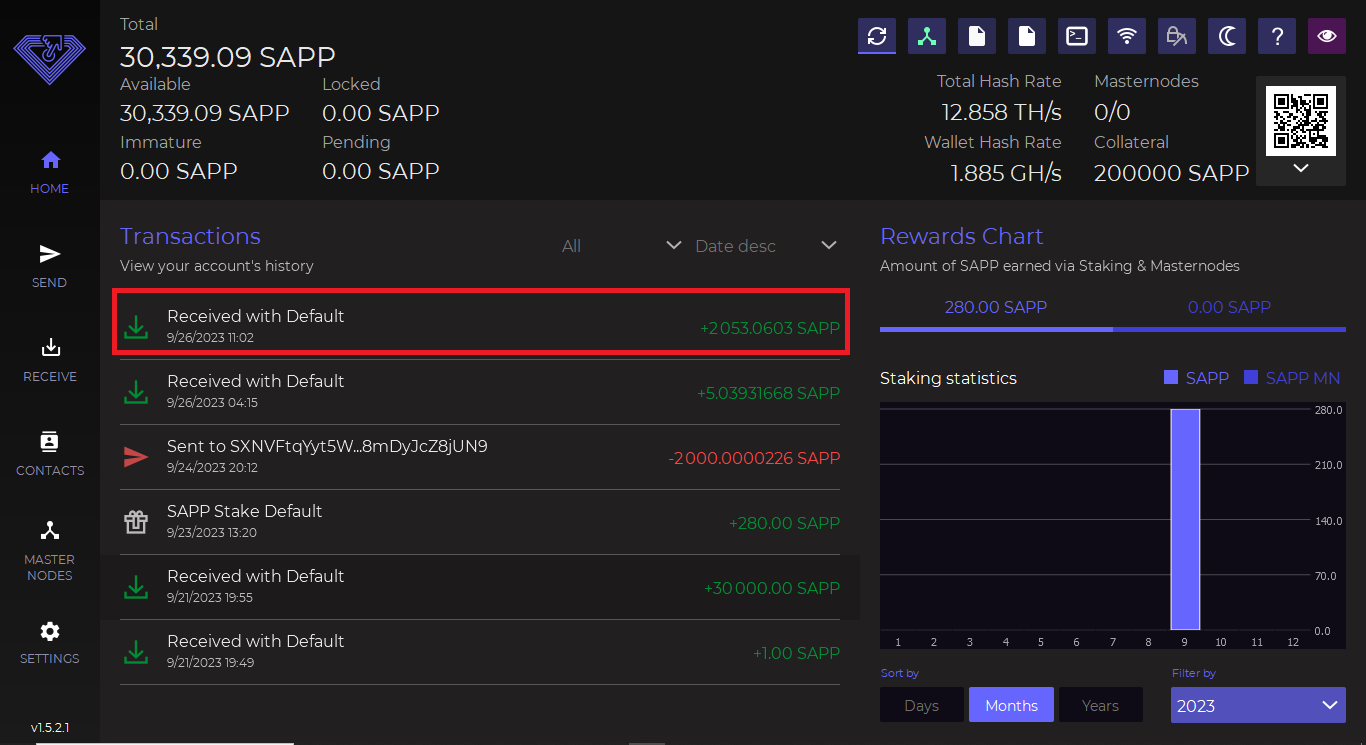 Total
30,339.09 SAPP
Available
Locked
30,339.09 SAPP
0.00 SAPP
Immature
Pending
0.00 SAPP
0.00 SAPP
Total Hash Rate
Masternodes
12.858 TH/s
0/0
Wallet Hash Rate
Collateral
1.885 GH/s
200000 SAPP
HOME
SEND
RECEIVE
CONTACTS
MASTER
NODES
SETTINGS
v1.5.2.1
Transactions
View your account's history
All
Date desc
Received with Default
9/26/2023 11:02
+2 053.0603 SAPP
Received with Default
9/26/2023 04:15
+5.03931668 SAPP
Sent to SXNVFtqYyt5W...8mDyJcZ8jUN9
9/24/2023 20:12
-2 000.0000226 SAPP
SAPP Stake Default
9/23/2023 13:20
+280.00 SAPP
Received with Default
9/21/2023 19:55
+30 000.00 SAPP
Received with Default
9/21/2023 19:49
+1.00 SAPP
Rewards Chart
Amount of SAPP earned via Staking & Masternodes
280.00 SAPP
0.00 SAPP
Staking statistics
SAPP
SAPP MN
280.0
210.0
140.0
70.0
0.0
1 2 3 4 5 6 7 8 9 10 11 12
Sort by
Filter by
Days
Months
Years
2023